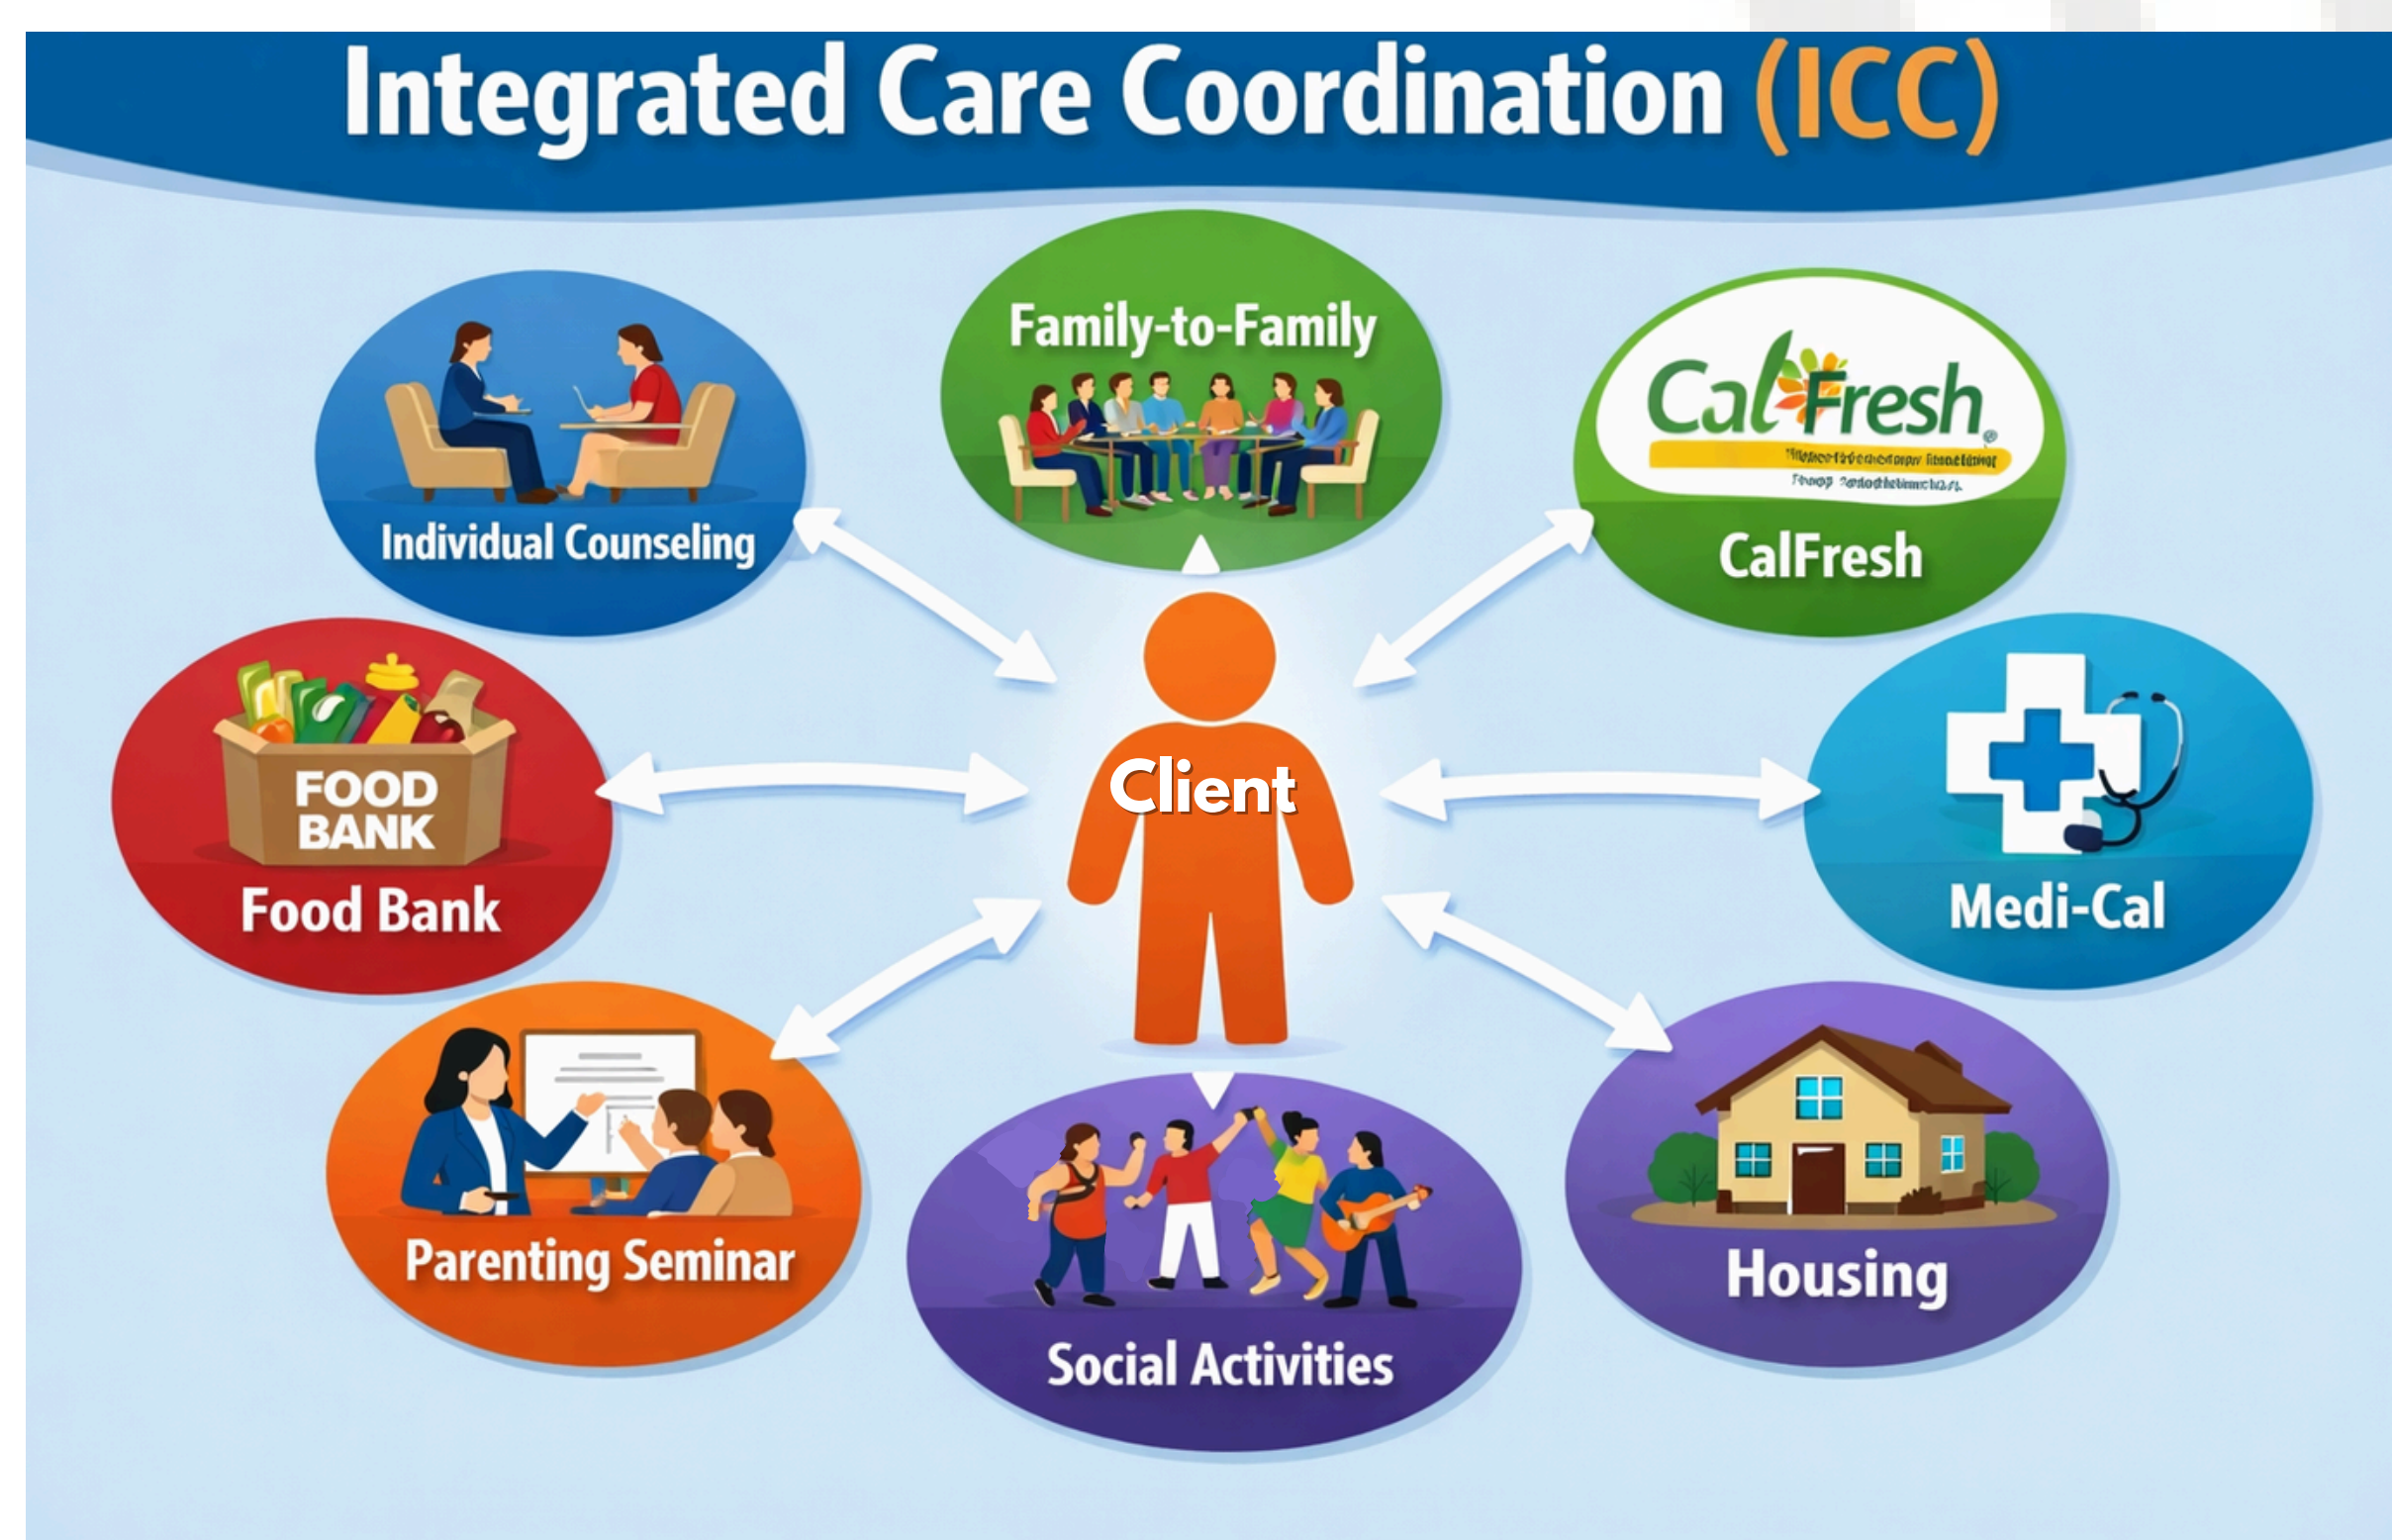 Integrated Care Coordination (ICC)
Family-to-Family
CalFresh®
Individual Counseling
CalFresh
Client
FOOD
BANK
Food Bank
Medi-Cal
Parenting Seminar
Housing
Social Activities